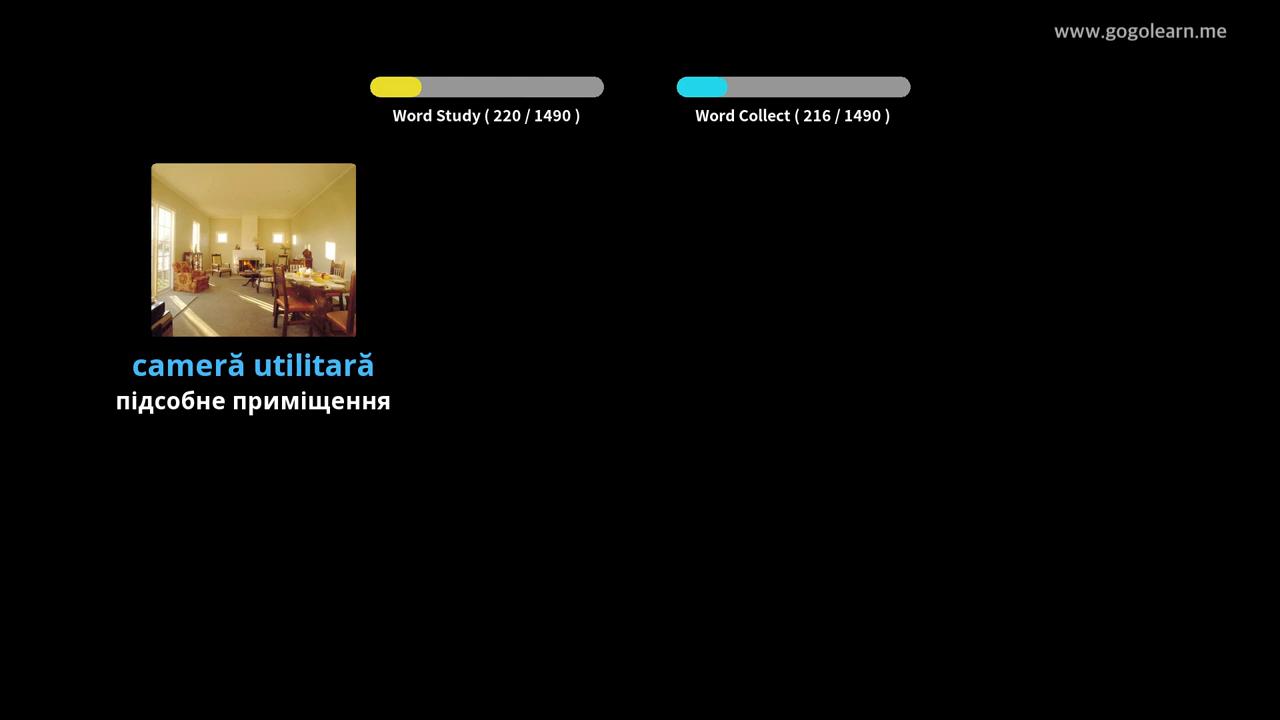 www.gogolearn.me
Word Study ( 220 / 1490 )
Word Collect ( 216 / 1490 )
cameră utilitară
підсобне приміщення